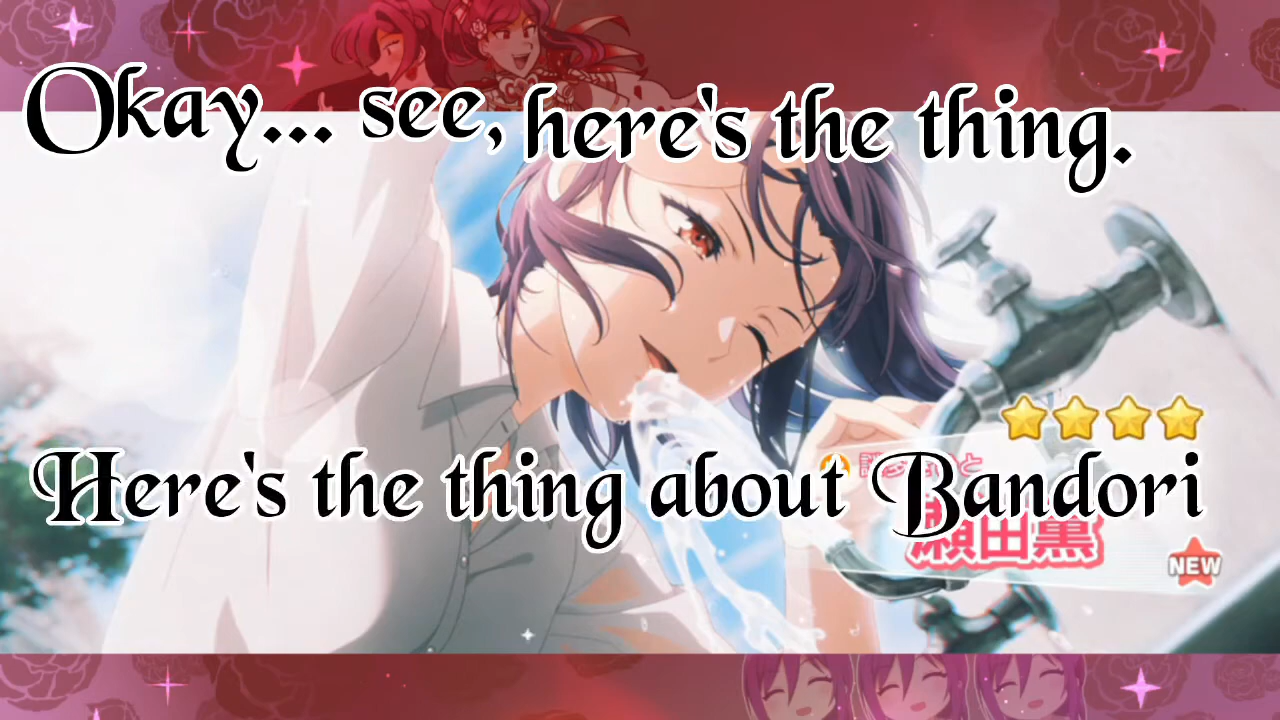 Okay... see, here's the thing.
Here's the thing about Bandori
瀬田薫
NEW